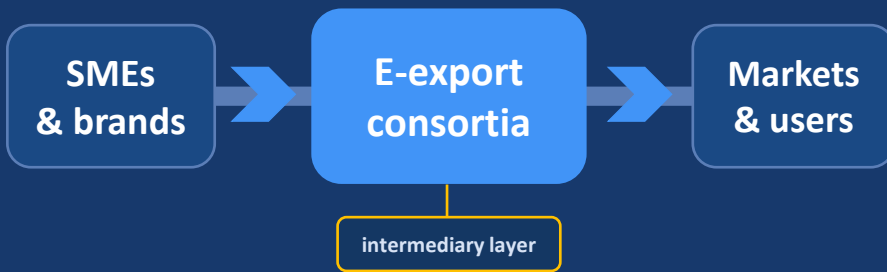 SMEs
& brands
E-export
consortia
Markets
& users
intermediary layer